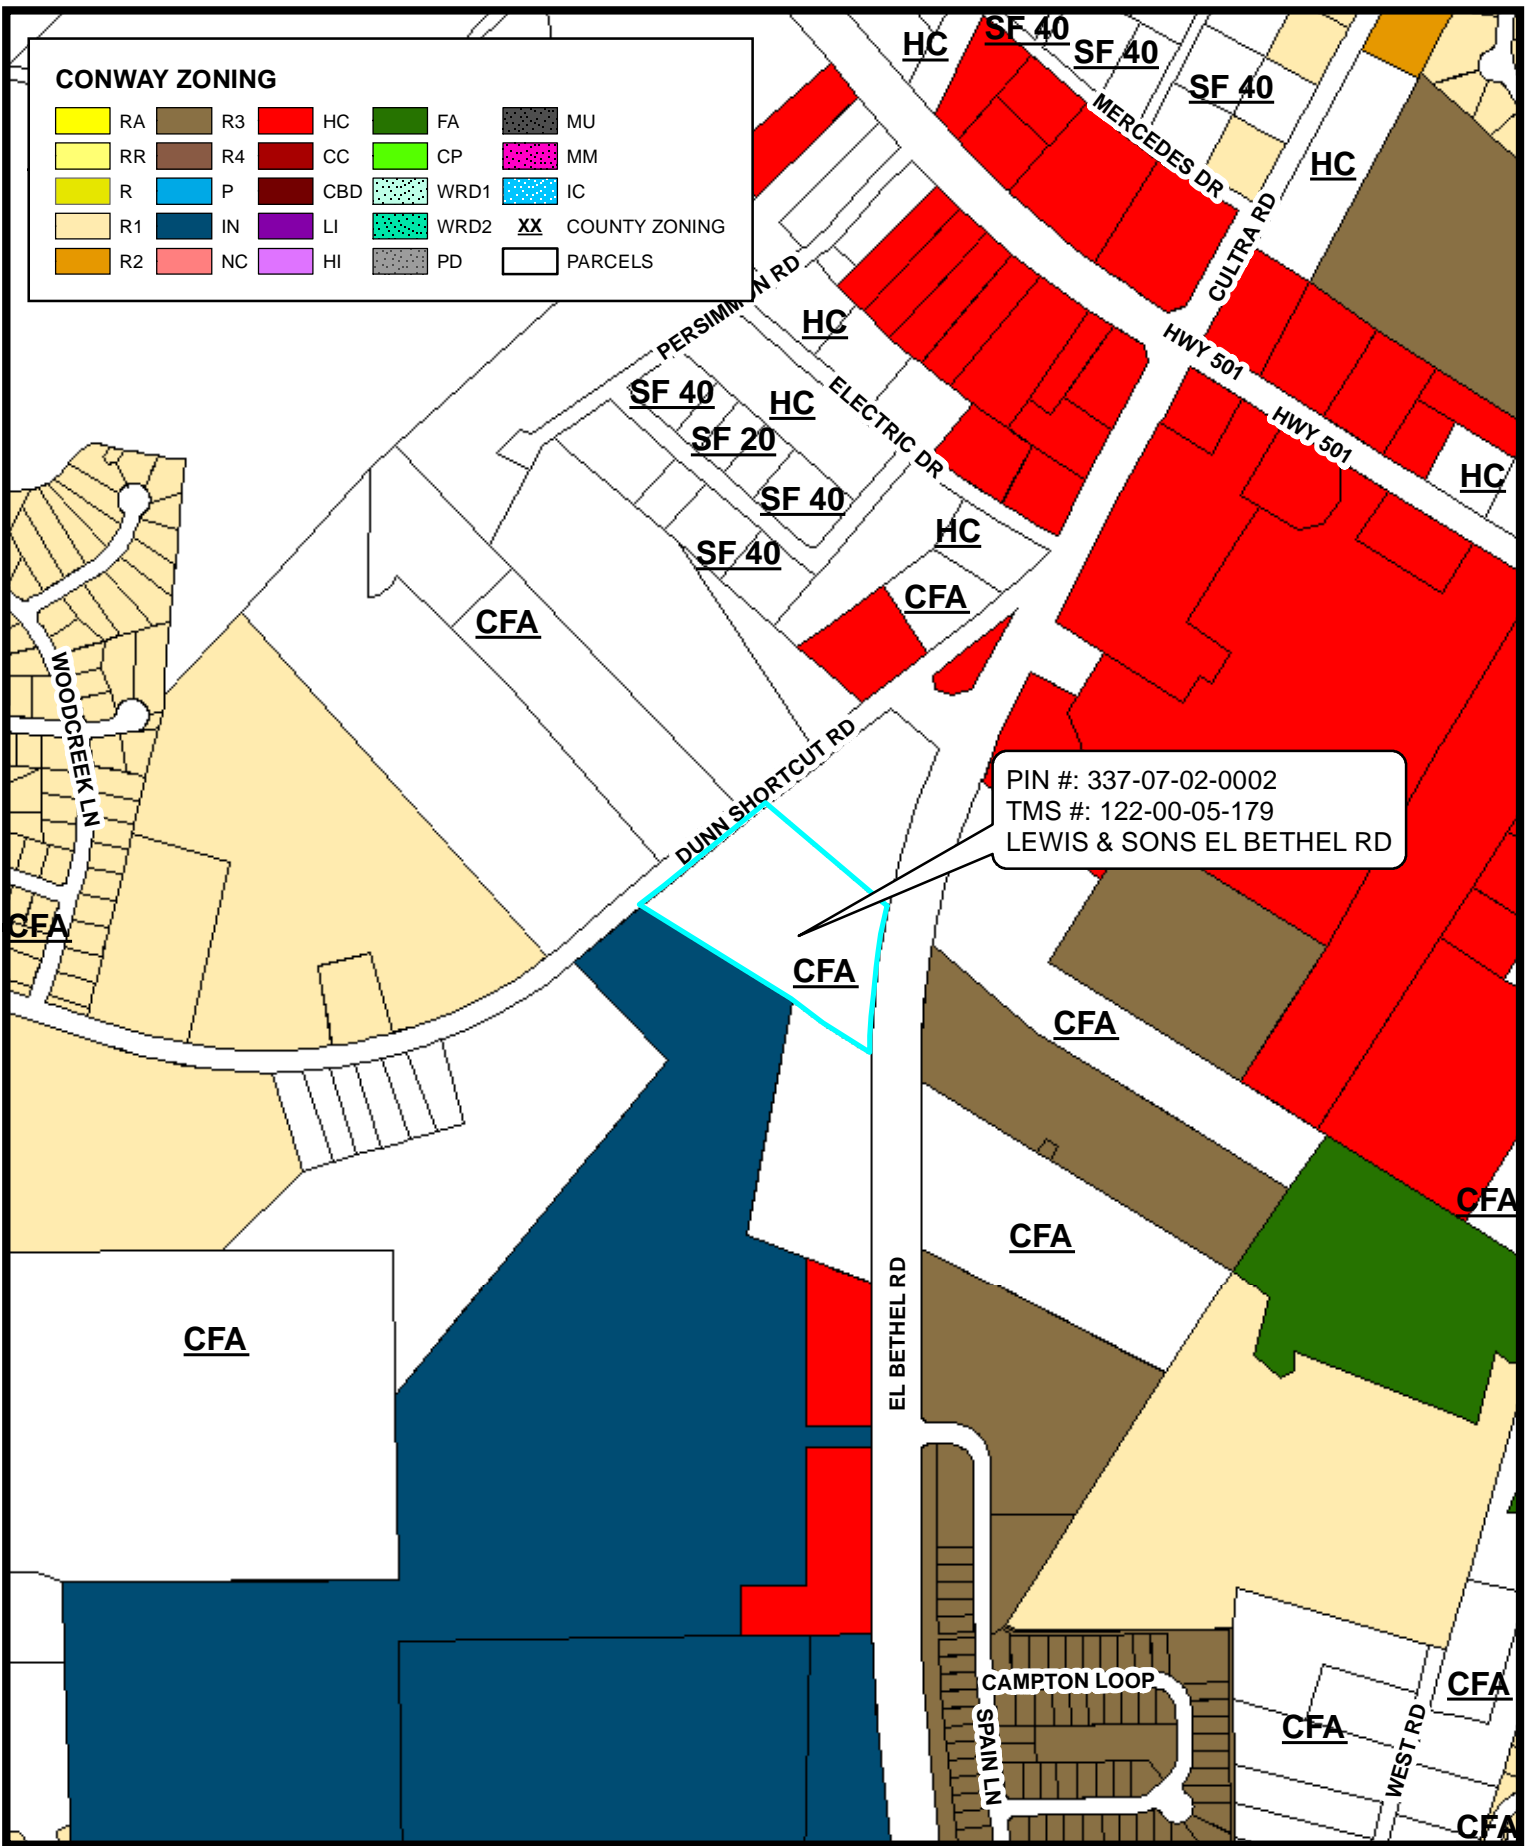 CONWAY ZONING
RA R3 HC FA MU
RR R4 CC CP MM
R P CBD WRD1 IC
R1 IN LI WRD2 XX COUNTY ZONING
R2 NC HI PD PARCELS
HC
SF 40
SF 40
SF 40
MERCEDES DR
HC
CULTRA RD
PERSIMMON RD
HC
HWY 501
SF 40
HC
ELECTRIC DR
HWY 501
SF 20
HC
SF 40
HC
SF 40
CFA
CFA
WOODCREEK LN
DUNN SHORTCUT RD
PIN #: 337-07-02-0002
TMS #: 122-00-05-179
LEWIS & SONS EL BETHEL RD
CFA
CFA
CFA
CFA
CFA
EL BETHEL RD
CFA
CAMPTON LOOP
SPAIN LN
CFA
CFA
WEST RD
CFA